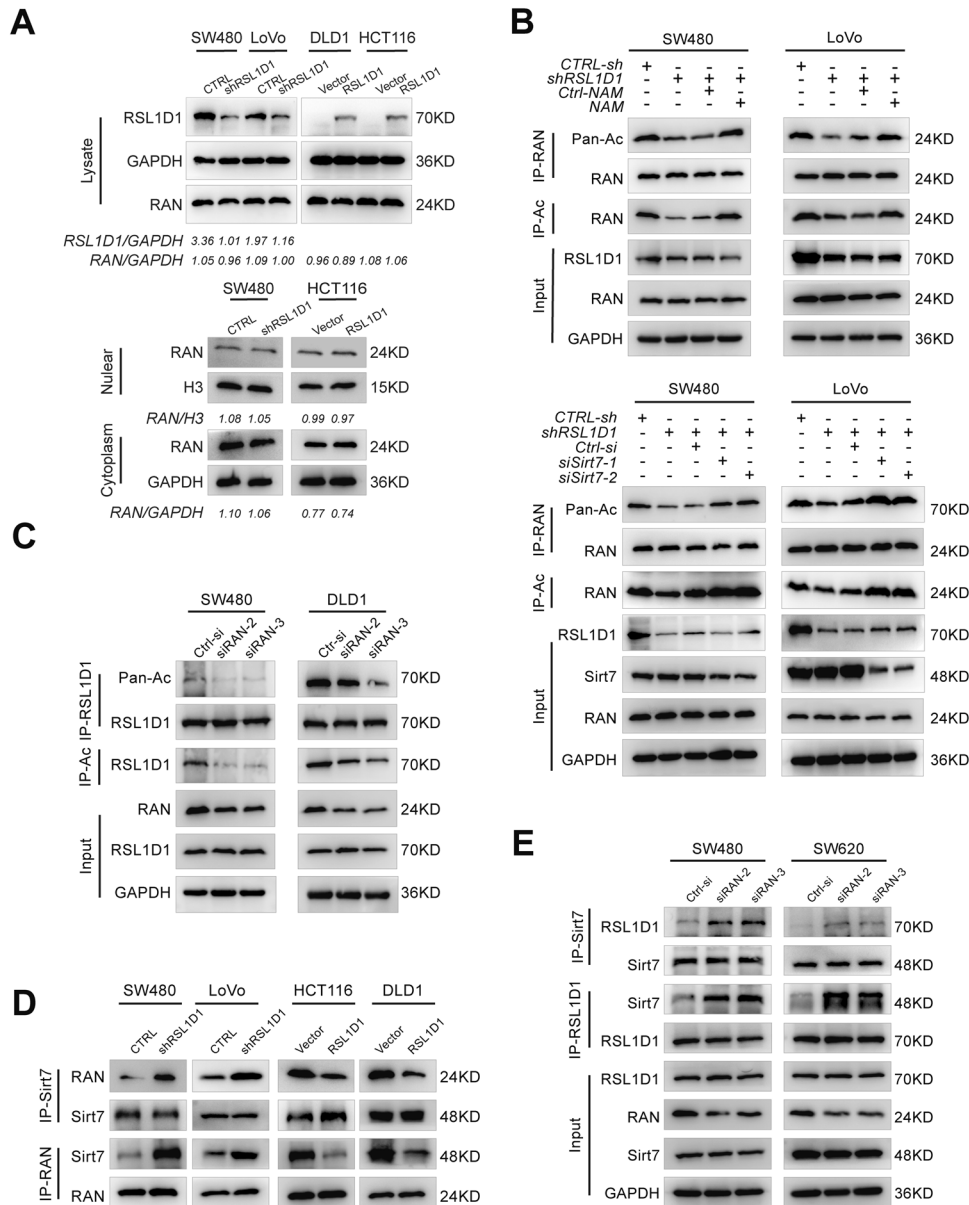 A
SW480 LoVo DLD1 HCT116
CTRL shRSL1D1 CTRL shRSL1D1 Vector RSL1D1 Vector RSL1D1
Lysate
RSL1D1 70KD
GAPDH 36KD
RAN 24KD
RSL1D1/GAPDH 3.36 1.01 1.97 1.16
RAN/GAPDH 1.05 0.96 1.09 1.00 0.96 0.89 1.08 1.06
SW480 HCT116
CTRL shRSL1D1 Vector RSL1D1
Nulear
RAN 24KD
H3 15KD
RAN/H3 1.08 1.05 0.99 0.97
Cytoplasm
RAN 24KD
GAPDH 36KD
RAN/GAPDH 1.10 1.06 0.77 0.74
B
SW480 LoVo
CTRL-sh + - - - + - - -
shRSL1D1 - + + + - + + +
Ctrl-NAM - - + - - - + -
NAM - - - + - - - +
IP-RAN
Pan-Ac 24KD
RAN 24KD
IP-Ac
RAN 24KD
Input
RSL1D1 70KD
RAN 24KD
GAPDH 36KD
SW480 LoVo
CTRL-sh + - - - - + - - - -
shRSL1D1 - + + + + - + + + +
Ctrl-si - - + - - - - + - -
siSirt7-1 - - - + - - - - + -
siSirt7-2 - - - - + - - - - +
IP-RAN
Pan-Ac 70KD
RAN 24KD
IP-Ac
RAN 24KD
Input
RSL1D1 70KD
Sirt7 48KD
RAN 24KD
GAPDH 36KD
C
SW480 DLD1
Ctrl-si siRAN-2 siRAN-3 Ctr-si siRAN-2 siRAN-3
IP-RSL1D1
Pan-Ac 70KD
RSL1D1 70KD
IP-Ac
RSL1D1 70KD
Input
RAN 24KD
RSL1D1 70KD
GAPDH 36KD
D
SW480 LoVo HCT116 DLD1
CTRL shRSL1D1 CTRL shRSL1D1 Vector RSL1D1 Vector RSL1D1
IP-Sirt7
RAN 24KD
Sirt7 48KD
IP-RAN
Sirt7 48KD
RAN 24KD
E
SW480 SW620
Ctrl-si siRAN-2 siRAN-3 Ctrl-si siRAN-2 siRAN-3
IP-Sirt7
RSL1D1 70KD
Sirt7 48KD
IP-RSL1D1
Sirt7 48KD
RSL1D1 70KD
Input
RSL1D1 70KD
RAN 24KD
Sirt7 48KD
GAPDH 36KD